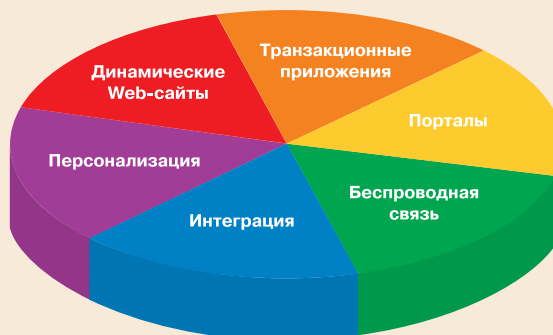 Транзакционные
приложения
Динамические
Web-сайты
Порталы
Персонализация
Беспроводная
связь
Интеграция